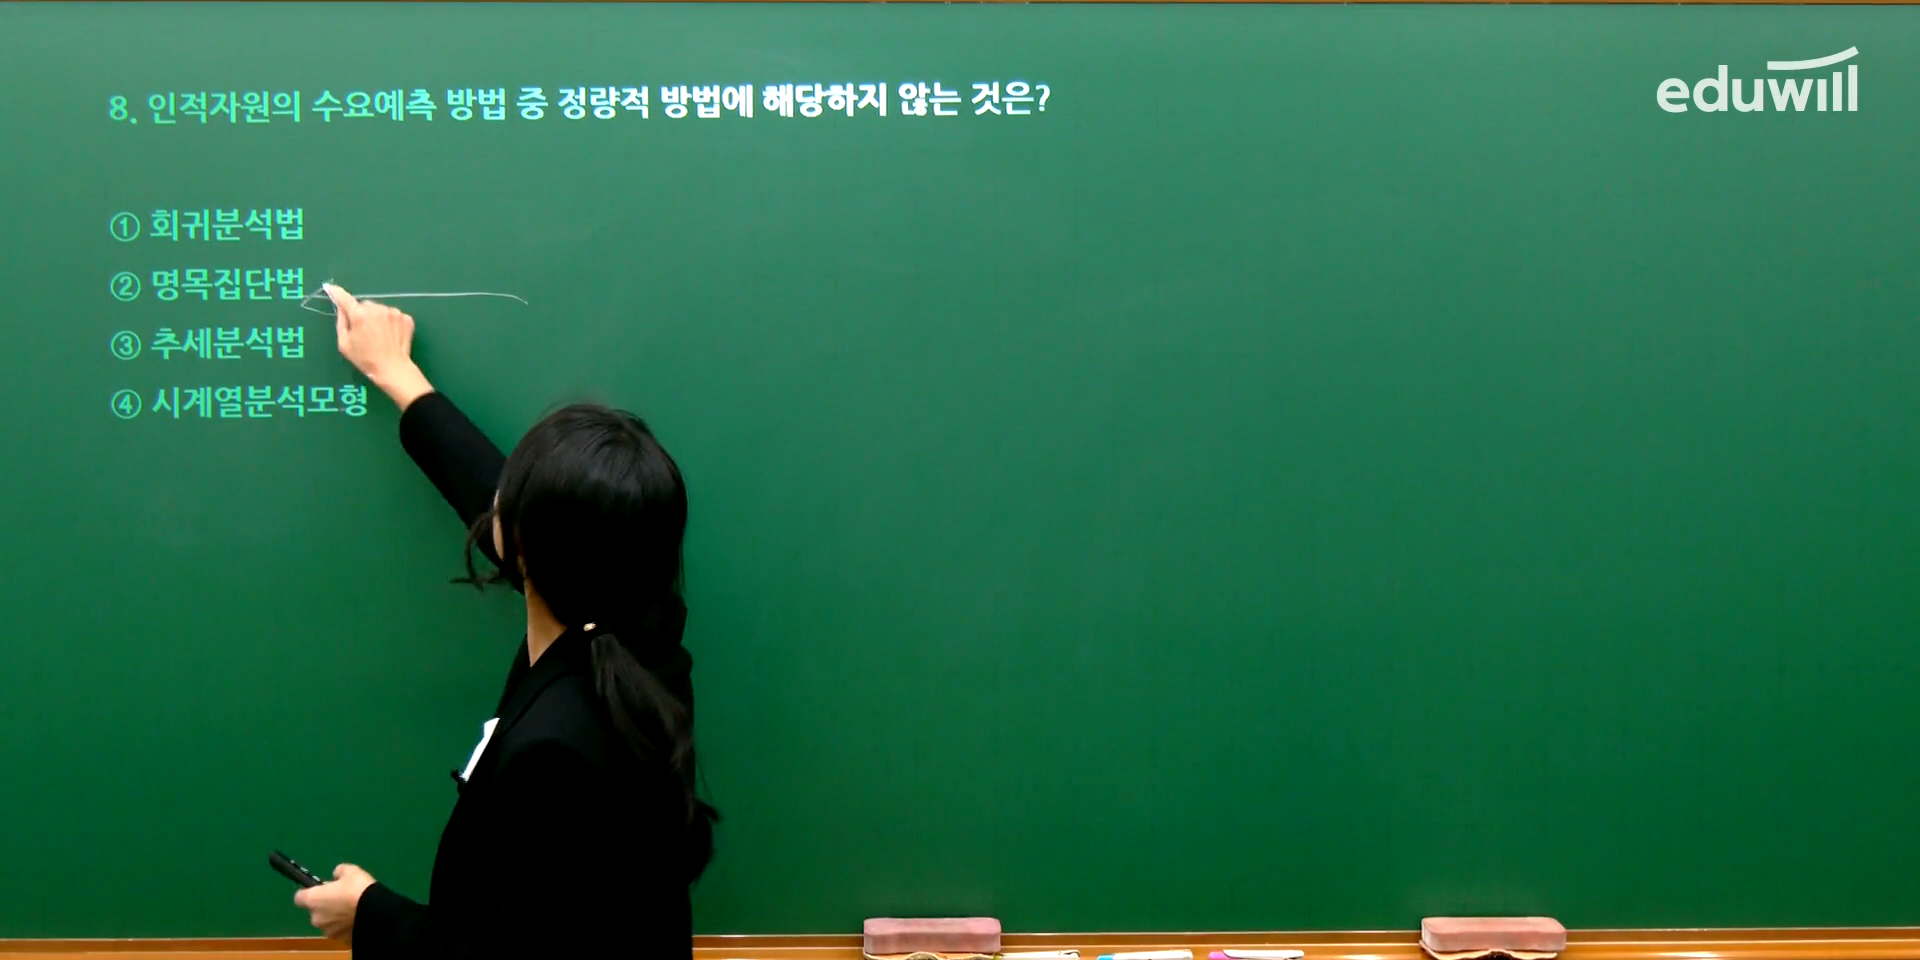 8. 인적자원의 수요예측 방법 중 정량적 방법에 해당하지 않는 것은?
eduwill
① 회귀분석법
② 명목집단법
③ 추세분석법
④ 시계열분석모형